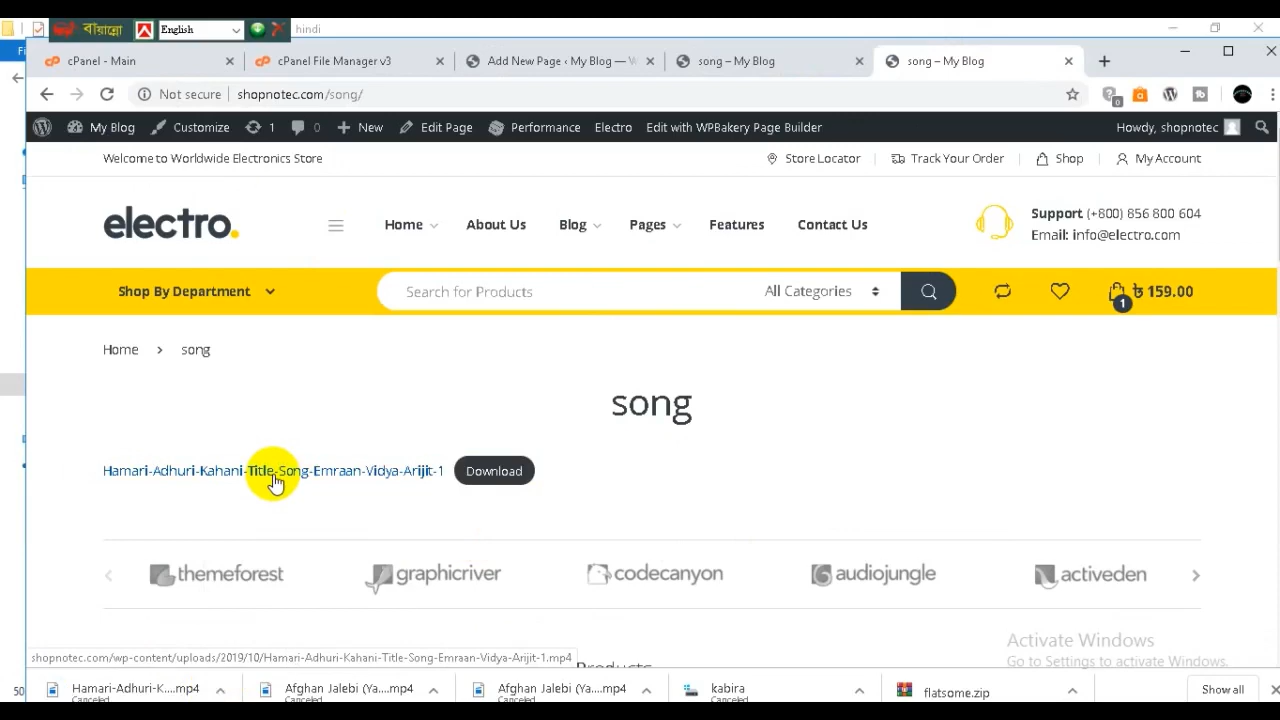 বায়ান্নো English hindi
cPanel - Main
cPanel File Manager v3
Add New Page ‹ My Blog — W
song – My Blog
song – My Blog
Not secure shopnotec.com/song/
0
My Blog Customize 1 0 New Edit Page Performance Electro Edit with WPBakery Page Builder Howdy, shopnotec
Welcome to Worldwide Electronics Store Store Locator Track Your Order Shop My Account
electro. Home About Us Blog Pages Features Contact Us
Support (+800) 856 800 604
Email: info@electro.com
Shop By Department Search for Products All Categories ৳ 159.00
1
Home > song
song
Hamari-Adhuri-Kahani-Title-Song-Emraan-Vidya-Arijit-1 Download
themeforest graphicriver codecanyon audiojungle activeden
Activate Windows
Go to Settings to activate Windows.
shopnotec.com/wp-content/uploads/2019/10/Hamari-Adhuri-Kahani-Title-Song-Emraan-Vidya-Arijit-1.mp4
Products
Hamari-Adhuri-K....mp4 Afghan Jalebi (Ya....mp4 Afghan Jalebi (Ya....mp4 kabira flatsome.zip Show all
Canceled Canceled Canceled Canceled
50